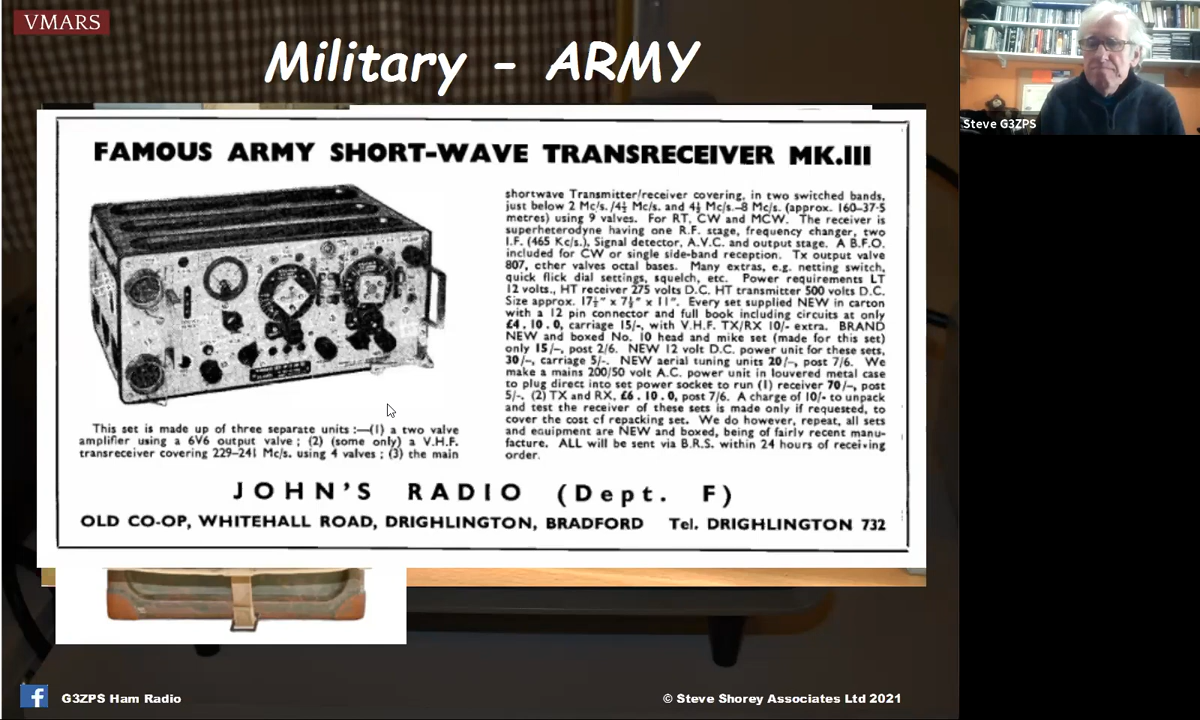 VMARS
Military - ARMY
Steve G3ZPS
FAMOUS ARMY SHORT-WAVE TRANSRECEIVER MK.III
This set is made up of three separate units :—(1) a two valve
amplifier using a 6V6 output valve ; (2) (some only) a V.H.F.
transreceiver covering 229–241 Mc/s. using 4 valves ; (3) the main
shortwave Transmitter/receiver covering, in two switched bands,
just below 2 Mc/s./4½ Mc/s. and 4½ Mc/s.–8 Mc/s. (approx. 160–37·5
metres) using 9 valves. For RT, CW and MCW. The receiver is
superheterodyne having one R.F. stage, frequency changer, two
I.F. (465 Kc/s.), Signal detector, A.V.C. and output stage. A B.F.O.
included for CW or single side-band reception. Tx output valve
807, other valves octal bases. Many extras, e.g. netting switch,
quick flick dial settings, squelch, etc. Power requirements LT
12 volts., HT receiver 275 volts D.C. HT transmitter 500 volts D.C.
Size approx. 17½" x 7½" x 11". Every set supplied NEW in carton
with a 12 pin connector and full book including circuits at only
£4 . 10 . 0, carriage 15/-, with V.H.F. TX/RX 10/- extra. BRAND
NEW and boxed No. 10 head and mike set (made for this set)
only 15/–, post 2/6. NEW 12 volt D.C. power unit for these sets,
30/–, carriage 5/-. NEW aerial tuning units 20/–, post 7/6. We
make a mains 200/50 volt A.C. power unit in louvered metal case
to plug direct into set power socket to run (1) receiver 70/–, post
5/-. (2) TX and RX, £6 . 10 . 0, post 7/6. A charge of 10/- to unpack
and test the receiver of these sets is made only if requested, to
cover the cost of repacking set. We do however, repeat, all sets
and equipment are NEW and boxed, being of fairly recent manu-
facture. ALL will be sent via B.R.S. within 24 hours of receiving
order.
JOHN'S RADIO (Dept. F)
OLD CO-OP, WHITEHALL ROAD, DRIGHLINGTON, BRADFORD Tel. DRIGHLINGTON 732
G3ZPS Ham Radio
© Steve Shorey Associates Ltd 2021